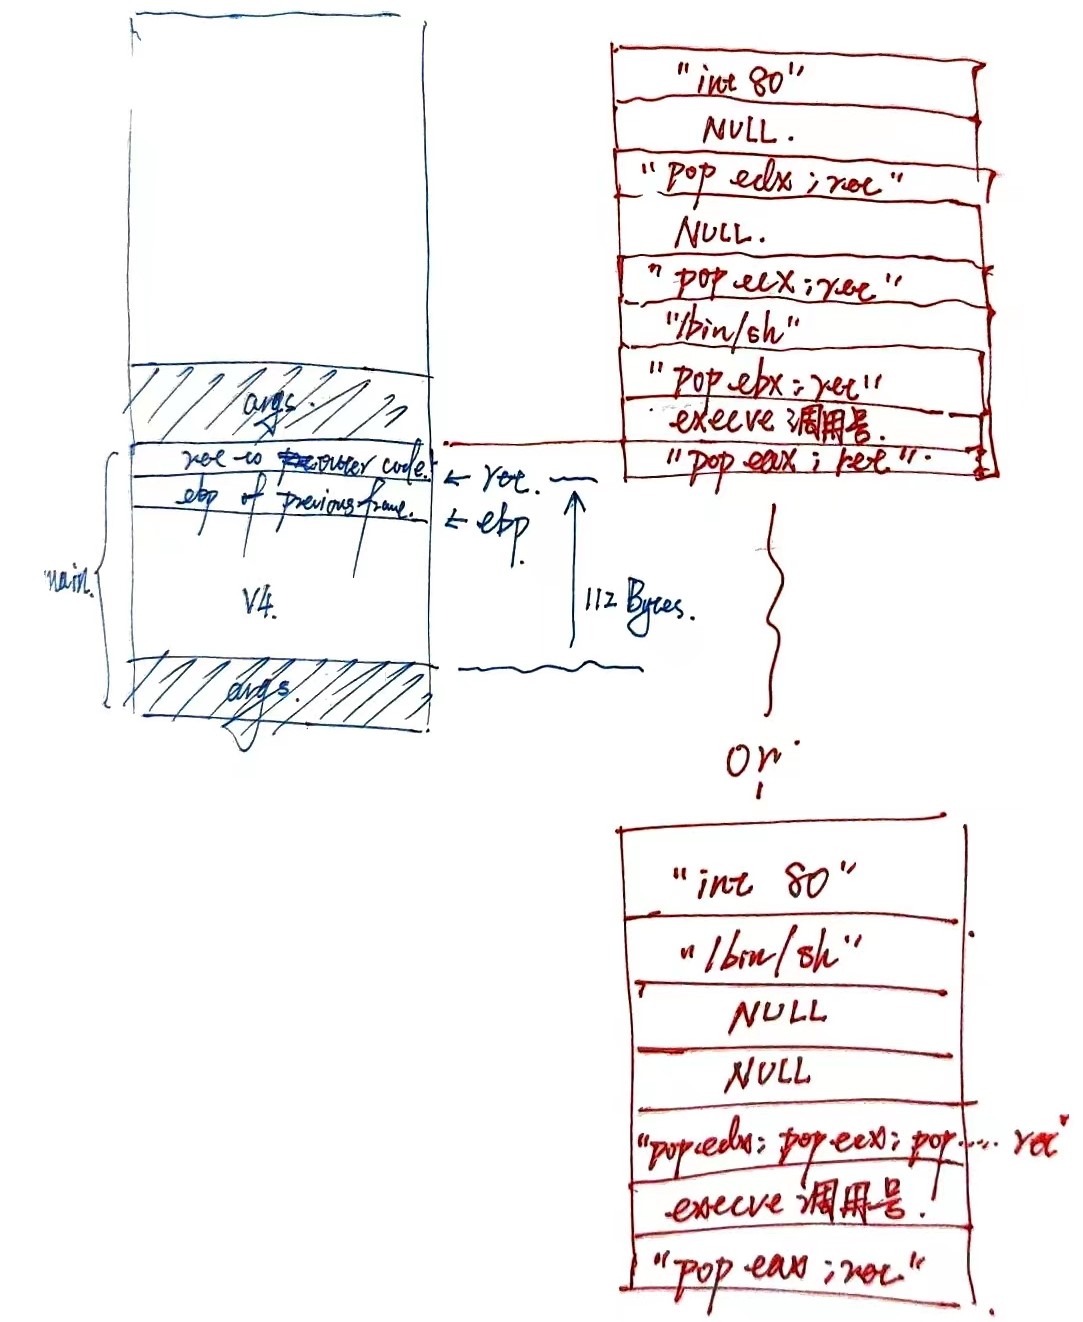 args.
ret to outer code.
ebp of previous frame.
← ret.
← ebp.
main.
V4.
112 Bytes.
args.
"int 80"
NULL.
"pop edx ; ret"
NULL.
"pop ecx ; ret"
"/bin/sh"
"pop ebx ; ret"
execve 调用号.
"pop eax ; ret".
or
"int 80"
"/bin/sh"
NULL
NULL
"pop edx; pop ecx; pop .... ret"
execve 调用号.
"pop eax ; ret"